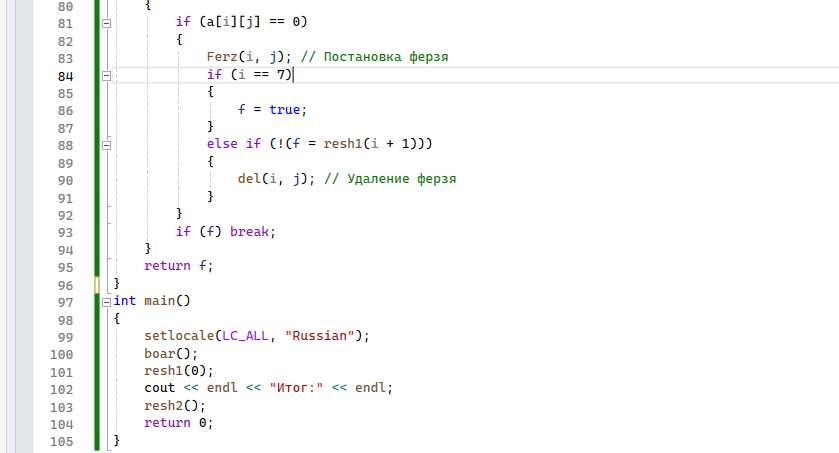 80 {
81 if (a[i][j] == 0)
82 {
83 Ferz(i, j); // Постановка ферзя
84 if (i == 7)
85 {
86 f = true;
87 }
88 else if (!(f = resh1(i + 1)))
89 {
90 del(i, j); // Удаление ферзя
91 }
92 }
93 if (f) break;
94 }
95 return f;
96 }
97 int main()
98 {
99 setlocale(LC_ALL, "Russian");
100 boar();
101 resh1(0);
102 cout << endl << "Итог:" << endl;
103 resh2();
104 return 0;
105 }